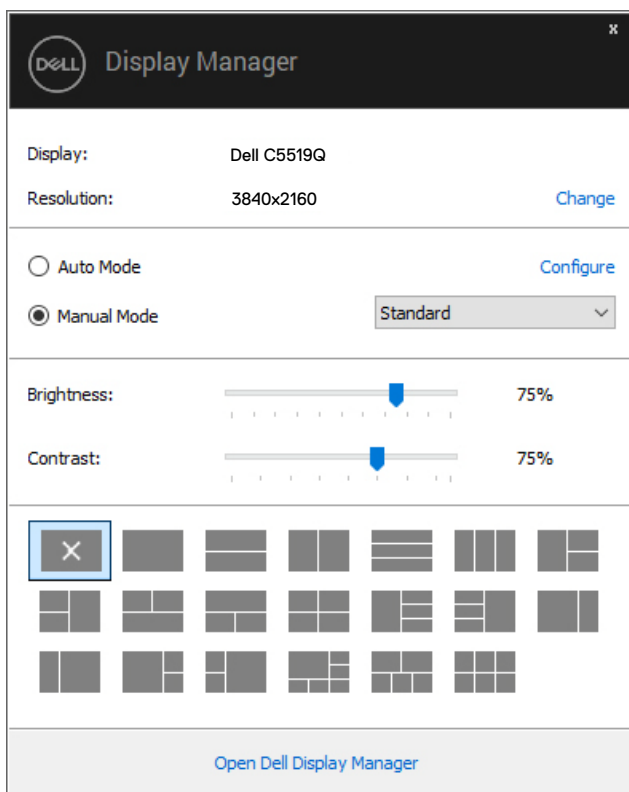 x
DELL Display Manager
Display: Dell C5519Q
Resolution: 3840x2160 Change
Auto Mode Configure
Manual Mode Standard
Brightness: 75%
Contrast: 75%
Open Dell Display Manager